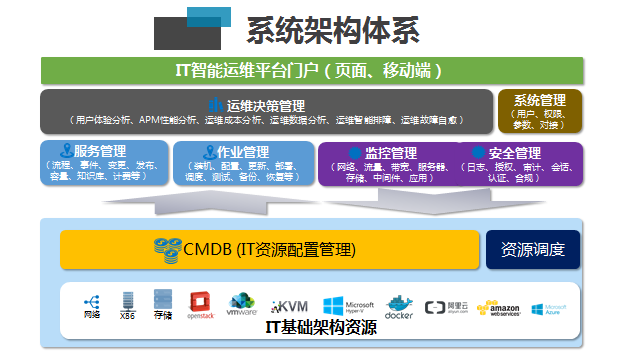 系统架构体系
IT智能运维平台门户（页面、移动端）
运维决策管理
（用户体验分析、APM性能分析、运维成本分析、运维数据分析、运维智能排障、运维故障自愈）
系统管理
（用户、权限、
参数、对接）
服务管理
（流程、事件、变更、发布、
容量、知识库、计费等）
作业管理
（装机、配置、更新、部署、
调度、测试、备份、恢复等）
监控管理
（网络、流量、带宽、服务器、
存储、中间件、应用）
安全管理
（日志、授权、审计、会话、
认证、合规）
CMDB (IT资源配置管理)
资源调度
网络
X86
存储
openstack
vmware
KVM
Microsoft
Hyper-V
docker
阿里云
aliyun.com
amazon
webservices
Microsoft
Azure
IT基础架构资源